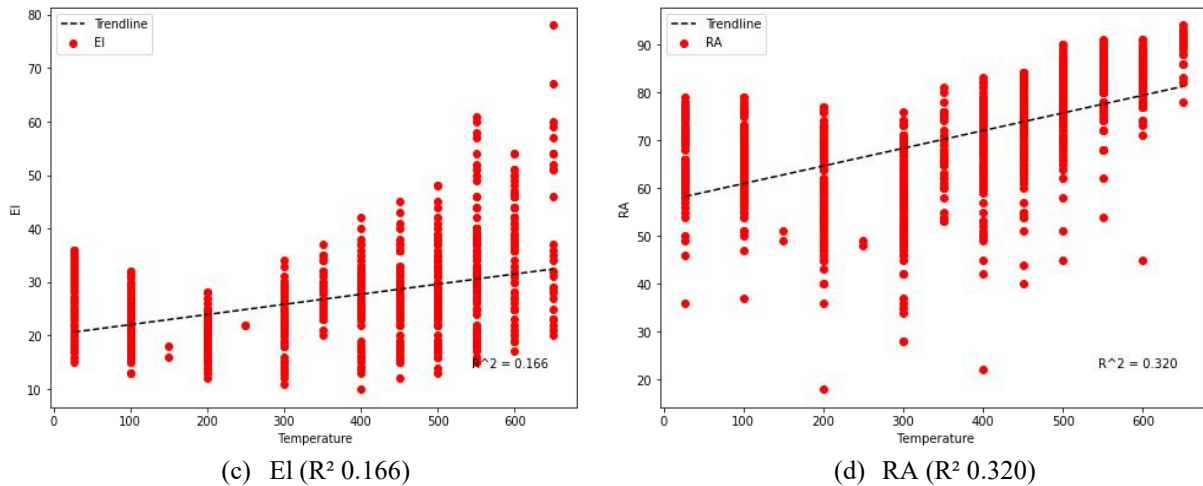 Trendline
El
80
70
60
50
40
30
20
10
El
R^2 = 0.166
0 100 200 300 400 500 600
Temperature
(c) El (R² 0.166)
Trendline
RA
90
80
70
60
50
40
30
20
RA
R^2 = 0.320
0 100 200 300 400 500 600
Temperature
(d) RA (R² 0.320)